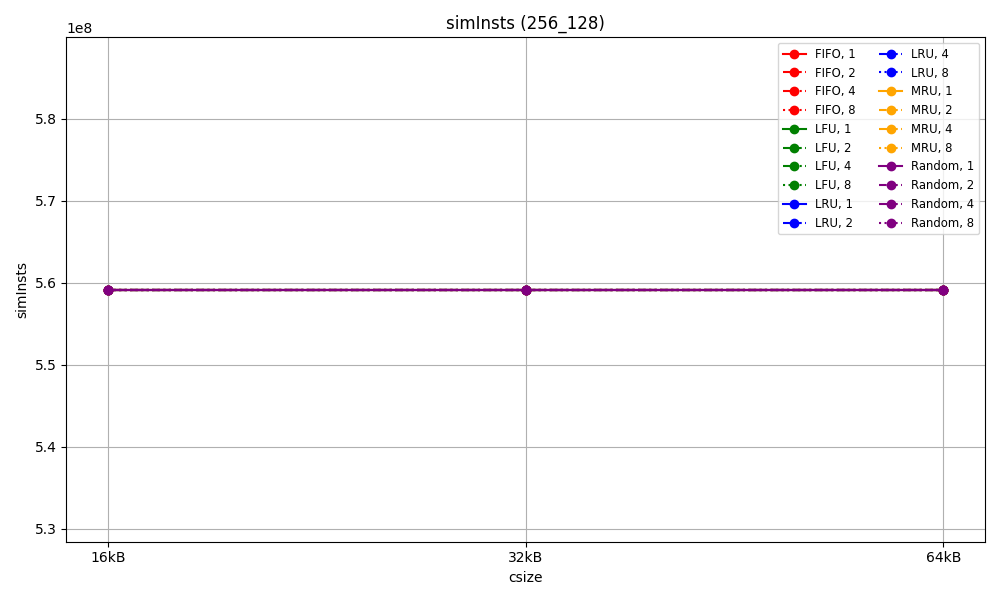 simInsts (256_128)
1e8
5.8
5.7
5.6
5.5
5.4
5.3
simInsts
16kB
32kB
64kB
csize
FIFO, 1
FIFO, 2
FIFO, 4
FIFO, 8
LFU, 1
LFU, 2
LFU, 4
LFU, 8
LRU, 1
LRU, 2
LRU, 4
LRU, 8
MRU, 1
MRU, 2
MRU, 4
MRU, 8
Random, 1
Random, 2
Random, 4
Random, 8